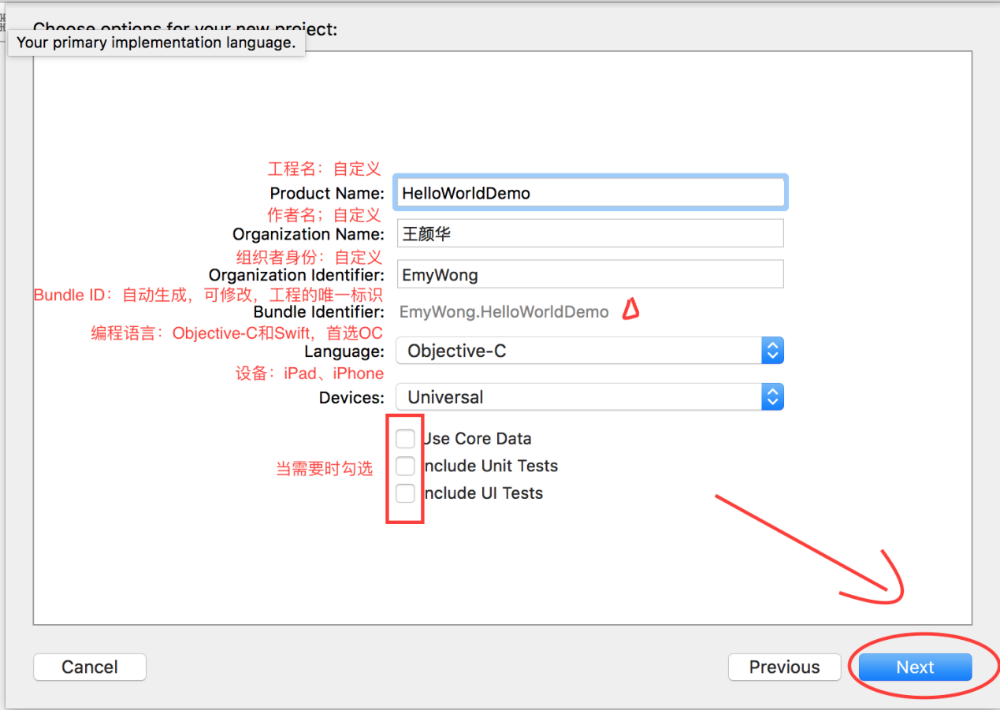 Choose options for your new project:
Your primary implementation language.
工程名：自定义
Product Name: HelloWorldDemo
作者名；自定义
Organization Name: 王颜华
组织者身份：自定义
Organization Identifier: EmyWong
Bundle ID：自动生成，可修改，工程的唯一标识
Bundle Identifier: EmyWong.HelloWorldDemo
编程语言：Objective-C和Swift，首选OC
Language: Objective-C
设备：iPad、iPhone
Devices: Universal
Use Core Data
当需要时勾选
Include Unit Tests
Include UI Tests
Cancel
Previous
Next